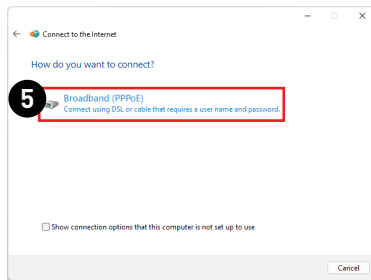 Connect to the Internet
How do you want to connect?
5
Broadband (PPPoE)
Connect using DSL or cable that requires a user name and password.
Show connection options that this computer is not set up to use
Cancel